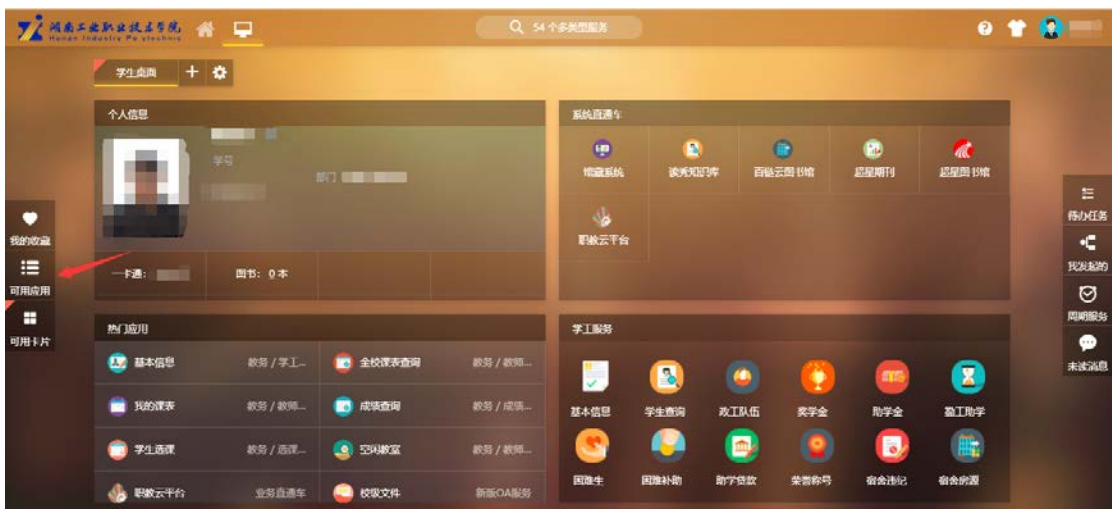 湖南工业职业技术学院
Hunan Industry Polytechnic
54 个多类型服务
学生桌面
个人信息
学号
部门
一卡通：
图书： 0 本
系统直通车
馆藏系统
读秀知识库
百链云图书馆
超星期刊
超星图书馆
职教云平台
我的收藏
可用应用
可用卡片
待办任务
我发起的
周期服务
未读消息
热门应用
基本信息 教务 / 学工...
全校课表查询 教务 / 教师...
我的课表 教务 / 教师...
成绩查询 教务 / 成绩...
学生选课 教务 / 选课...
空闲教室 教务 / 教师...
职教云平台 业务直通车
校级文件 新版OA服务
学工服务
基本信息 学生查询 政工队伍 奖学金 助学金 勤工助学
困难生 困难补助 助学贷款 荣誉称号 宿舍违纪 宿舍房源